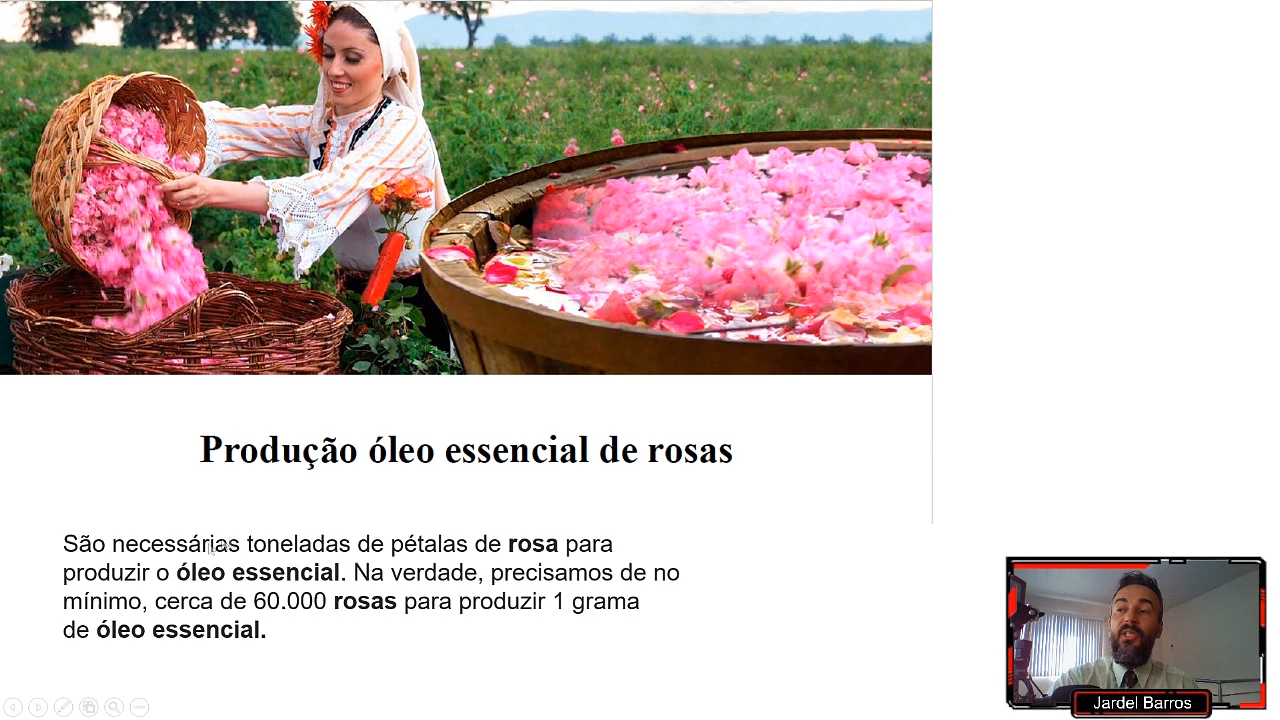 Produção óleo essencial de rosas
São necessárias toneladas de pétalas de rosa para
produzir o óleo essencial. Na verdade, precisamos de no
mínimo, cerca de 60.000 rosas para produzir 1 grama
de óleo essencial.
Jardel Barros